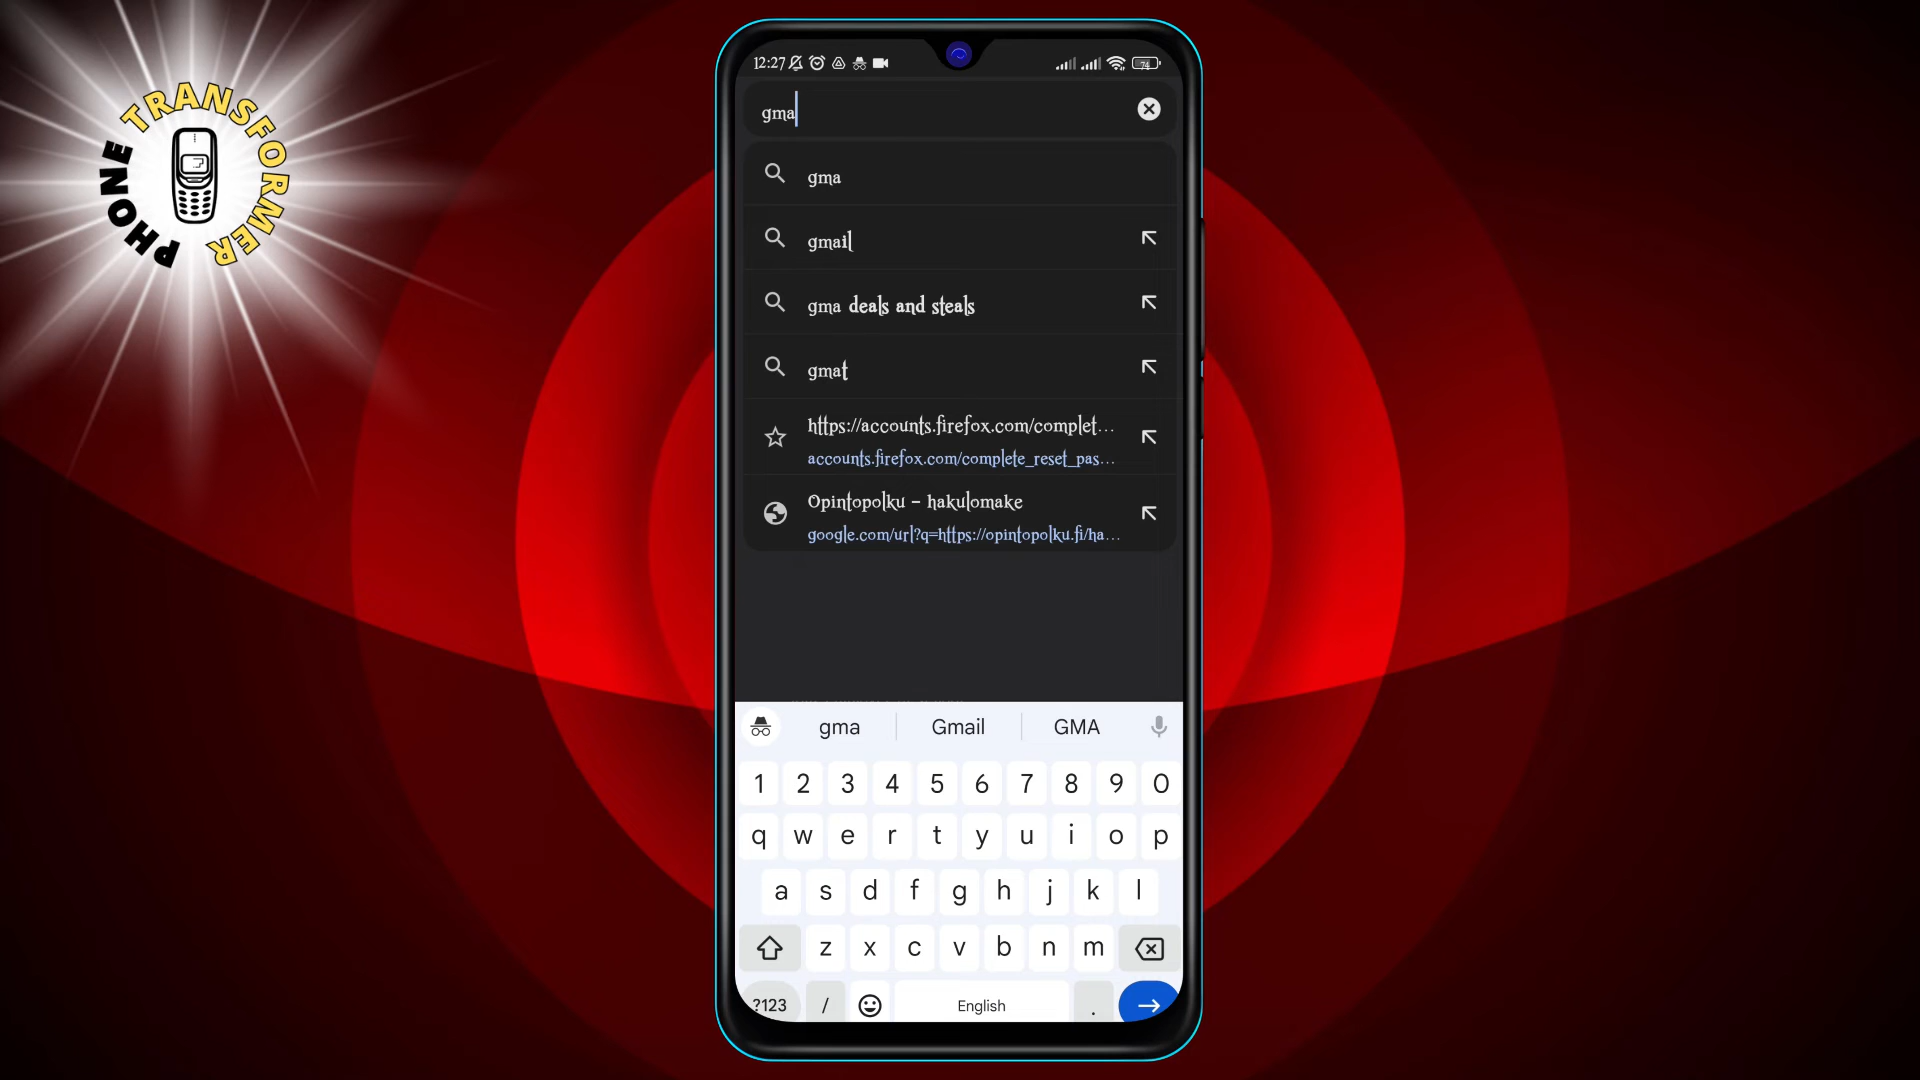 PHONE TRANSFORMER
12:27
74
gma
gma
gmail
gma deals and steals
gmat
https://accounts.firefox.com/complet...
accounts.firefox.com/complete_reset_pas...
Opintopolku – hakulomake
google.com/url?q=https://opintopolku.fi/ha...
gma Gmail GMA
1 2 3 4 5 6 7 8 9 0
q w e r t y u i o p
a s d f g h j k l
z x c v b n m
?123 / English .